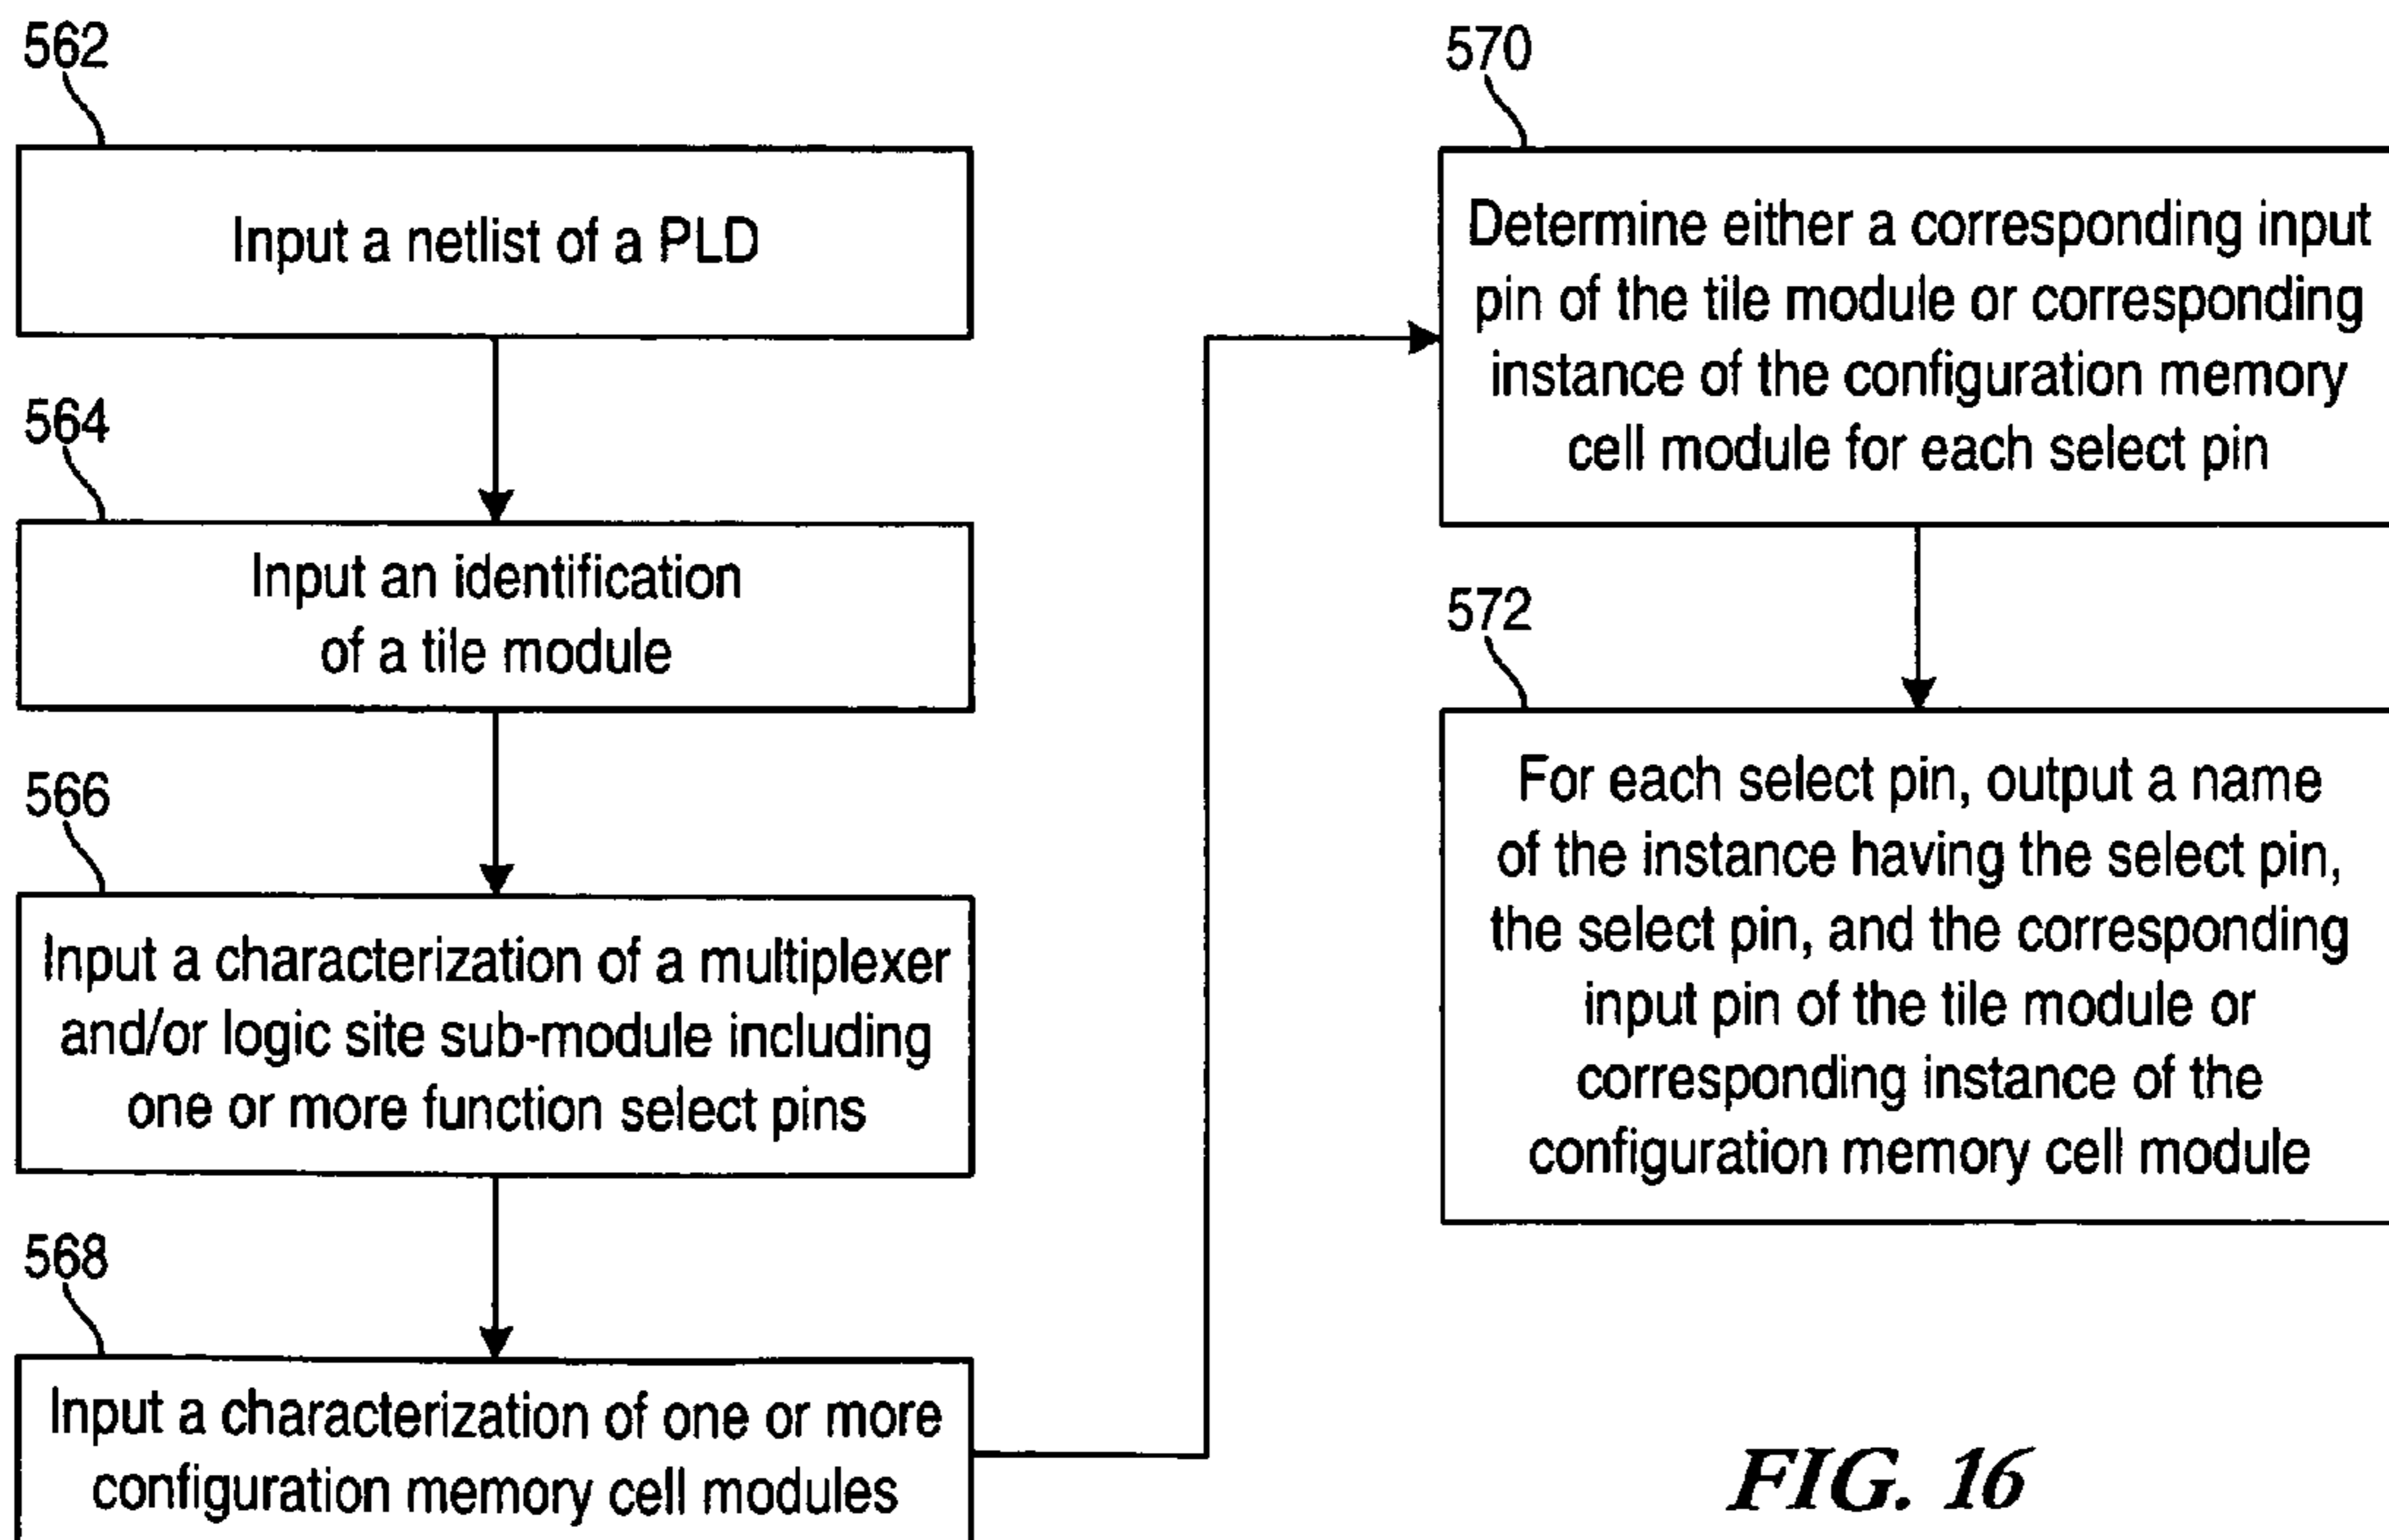 562
Input a netlist of a PLD
564
Input an identification
of a tile module
566
Input a characterization of a multiplexer
and/or logic site sub-module including
one or more function select pins
568
Input a characterization of one or more
configuration memory cell modules
570
Determine either a corresponding input
pin of the tile module or corresponding
instance of the configuration memory
cell module for each select pin
572
For each select pin, output a name
of the instance having the select pin,
the select pin, and the corresponding
input pin of the tile module or
corresponding instance of the
configuration memory cell module
FIG. 16